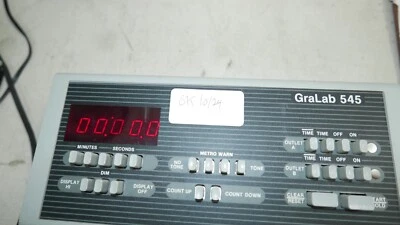 OK 10/24
GraLab 545
00:00.0
TIME TIME OFF ON
OUTLET A
MINUTES SECONDS
METRO WARN
TIME TIME OFF ON
NO TONE
TONE
OUTLET B
DIM
DISPLAY HI
DISPLAY OFF
COUNT UP
COUNT DOWN
CLEAR RESET
START HOLD